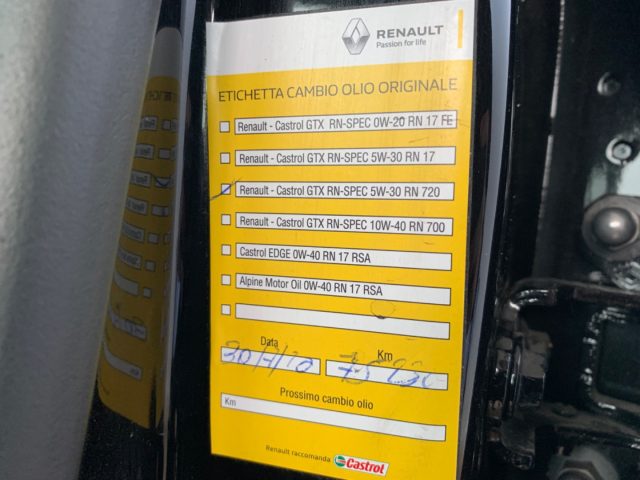 RENAULT
Passion for life
ETICHETTA CAMBIO OLIO ORIGINALE
Renault - Castrol GTX RN-SPEC 0W-20 RN 17 FE
Renault - Castrol GTX RN-SPEC 5W-30 RN 17
Renault - Castrol GTX RN-SPEC 5W-30 RN 720
Renault - Castrol GTX RN-SPEC 10W-40 RN 700
Castrol EDGE 0W-40 RN 17 RSA
Alpine Motor Oil 0W-40 RN 17 RSA
Data Km
Prossimo cambio olio
Km
Renault raccomanda Castrol